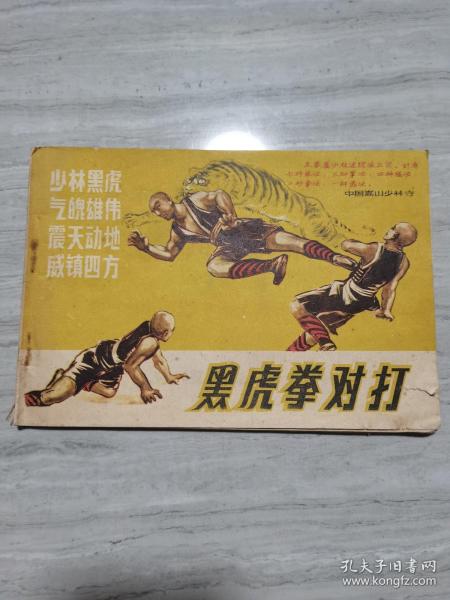 少林黑虎
气魄雄伟
震天动地
威镇四方
中国嵩山少林寺
黑虎拳对打
孔夫子旧书网
www.kongfz.com